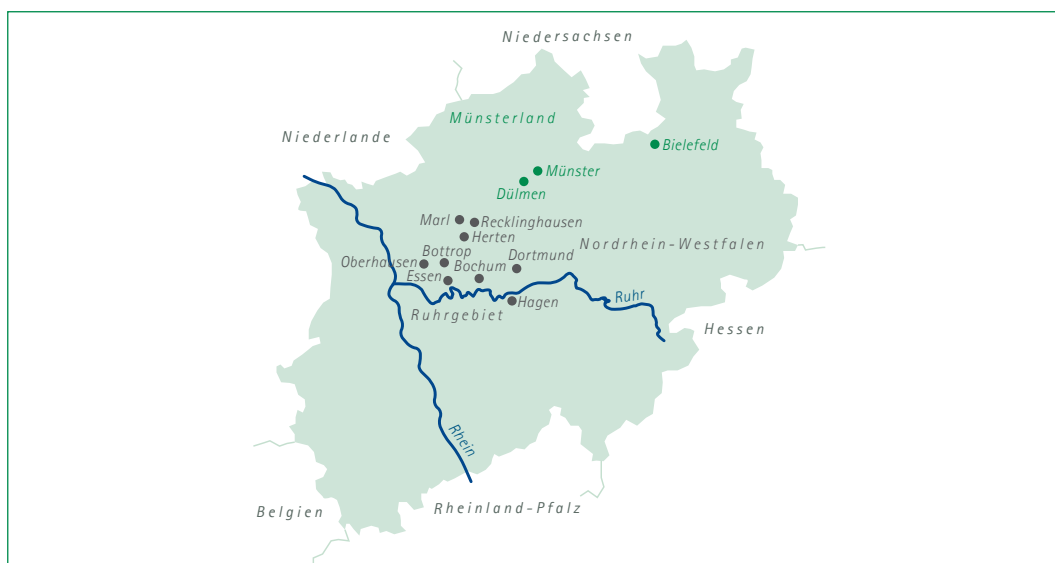 Niedersachsen
Münsterland
Niederlande
Bielefeld
Münster
Dülmen
Marl
Recklinghausen
Herten
Nordrhein-Westfalen
Bottrop
Dortmund
Oberhausen
Bochum
Essen
Ruhr
Hagen
Ruhrgebiet
Hessen
Rhein
Rheinland-Pfalz
Belgien